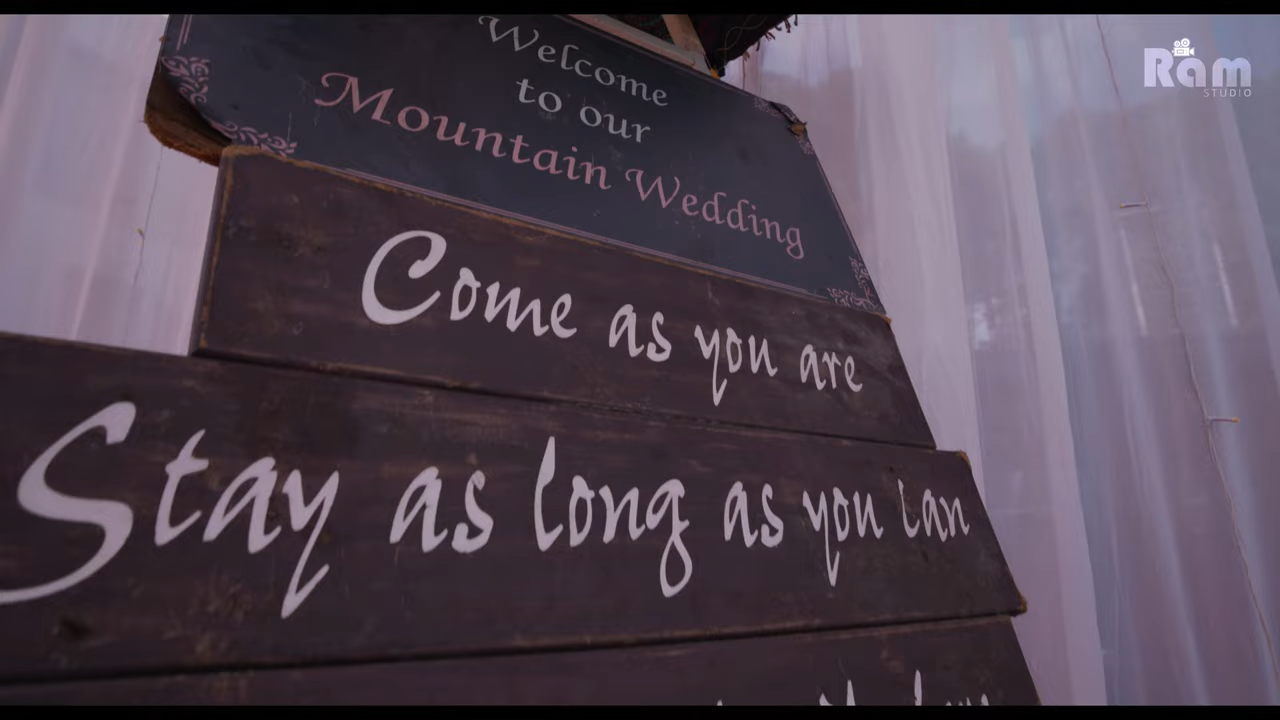 Ram
STUDIO
Welcome
to our
Mountain Wedding
Come as you are
Stay as long as you can